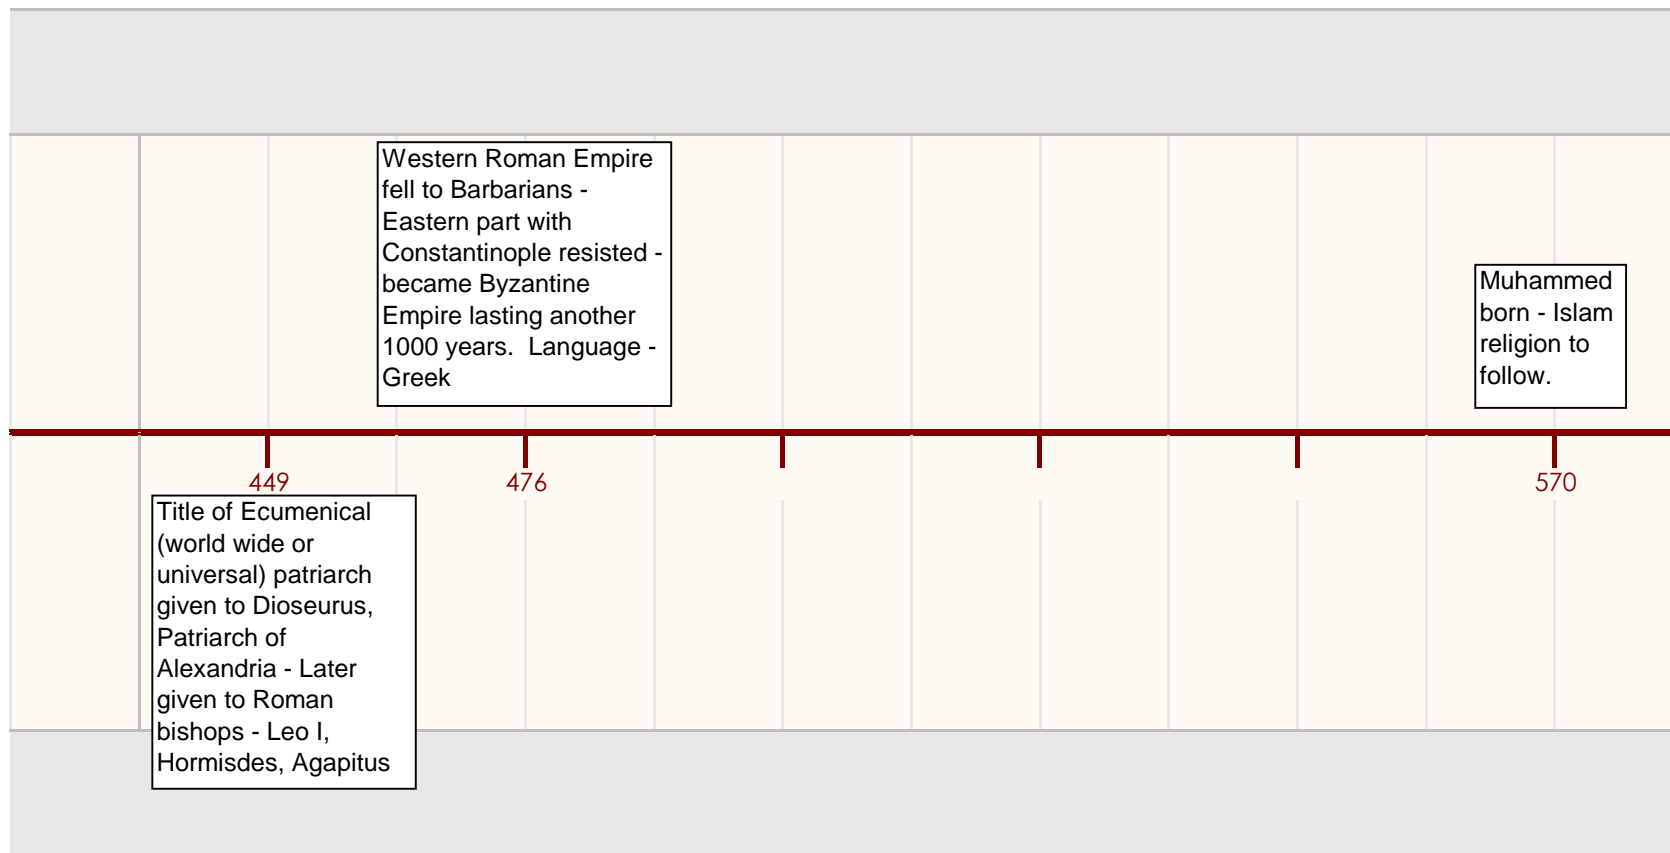 Western Roman Empire
fell to Barbarians -
Eastern part with
Constantinople resisted -
became Byzantine
Empire lasting another
1000 years.  Language -
Greek
Muhammed
born - Islam
religion to
follow.
449
476
570
Title of Ecumenical
(world wide or
universal) patriarch
given to Dioseurus,
Patriarch of
Alexandria - Later
given to Roman
bishops - Leo I,
Hormisdes, Agapitus